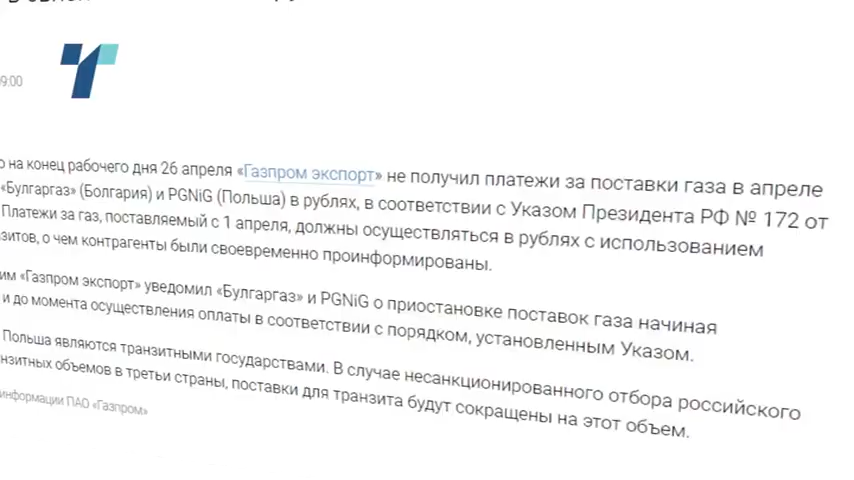 9:00
о на конец рабочего дня 26 апреля «Газпром экспорт» не получил платежи за поставки газа в апреле
«Булгаргаз» (Болгария) и PGNiG (Польша) в рублях, в соответствии с Указом Президента РФ № 172 от
Платежи за газ, поставляемый с 1 апреля, должны осуществляться в рублях с использованием
зитов, о чем контрагенты были своевременно проинформированы.
им «Газпром экспорт» уведомил «Булгаргаз» и PGNiG о приостановке поставок газа начиная
и до момента осуществления оплаты в соответствии с порядком, установленным Указом.
Польша являются транзитными государствами. В случае несанкционированного отбора российского
нзитных объемов в третьи страны, поставки для транзита будут сокращены на этот объем.
информации ПАО «Газпром»